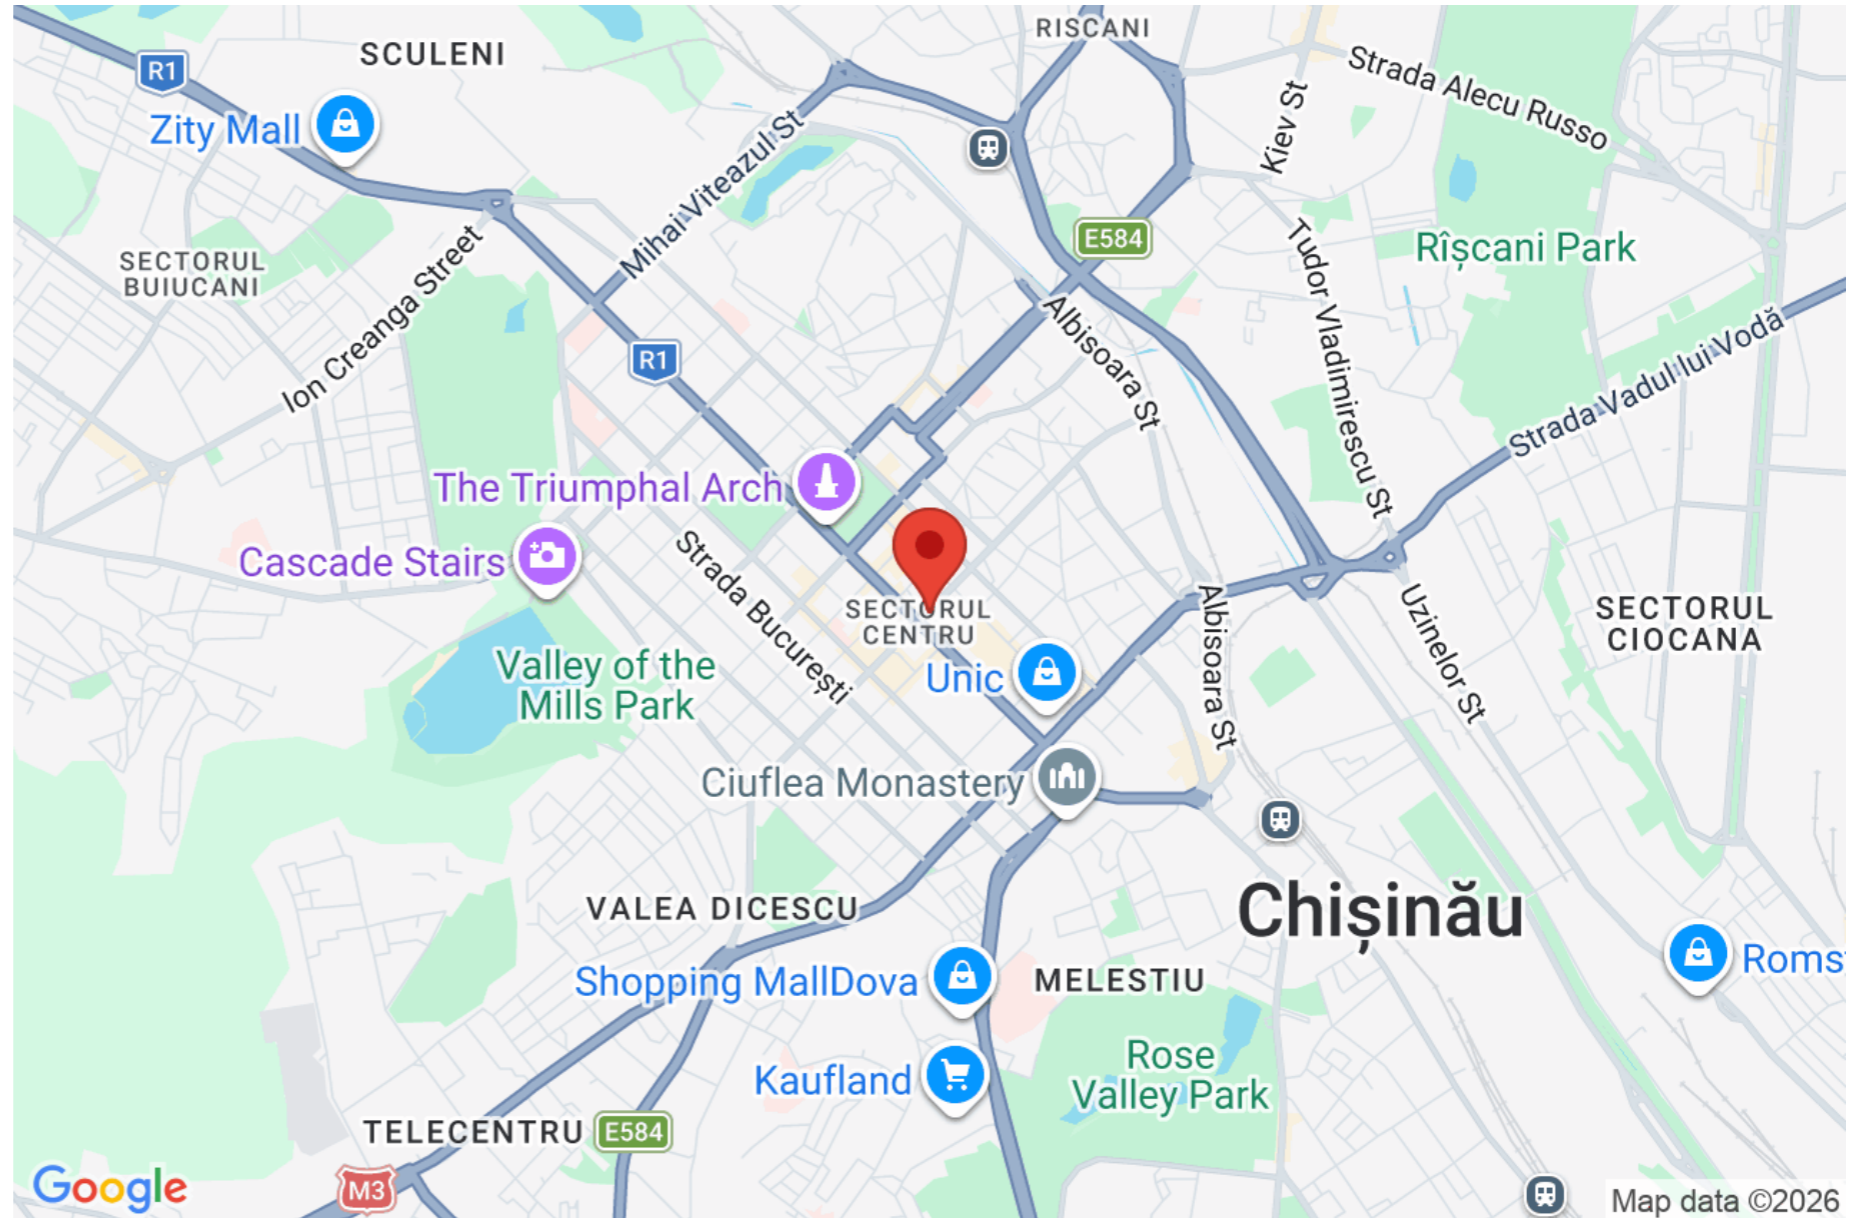 RISCANI
SCULENI
R1
Strada Alecu Russo
Kiev St
Zity Mall
Mihai Viteazul St
E584
Rîșcani Park
SECTORUL
BUIUCANI
Ion Creanga Street
Tudor Vladimirescu St
Albisoara St
R1
Strada Vadul lui Vodă
The Triumphal Arch
Cascade Stairs
Strada București
SECTORUL
CENTRU
Albisoara St
Uzinelor St
SECTORUL
CIOCANA
Valley of the
Mills Park
Unic
Ciuflea Monastery
VALEA DICESCU
Chișinău
Shopping MallDova
MELESTIU
Roms
Rose
Valley Park
Kaufland
TELECENTRU
E584
M3
Google
Map data ©2026